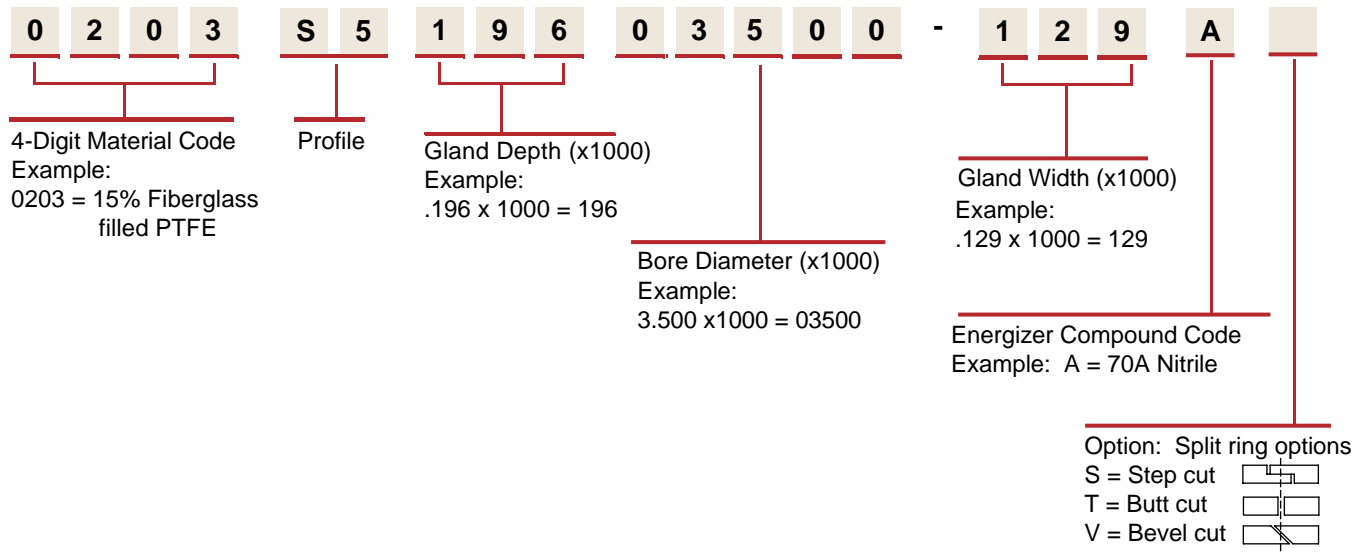 0 2 0 3 S 5 1 9 6 0 3 5 0 0 - 1 2 9 A
4-Digit Material Code
Example:
0203 = 15% Fiberglass
filled PTFE
Profile
Gland Depth (x1000)
Example:
.196 x 1000 = 196
Bore Diameter (x1000)
Example:
3.500 x1000 = 03500
Gland Width (x1000)
Example:
.129 x 1000 = 129
Energizer Compound Code
Example: A = 70A Nitrile
Option: Split ring options
S = Step cut
T = Butt cut
V = Bevel cut